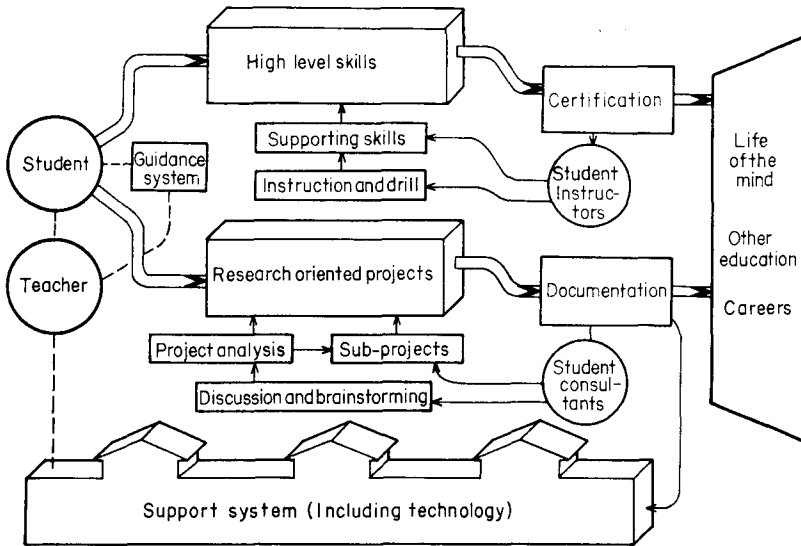 High level skills
Certification
Student
Guidance
system
Supporting skills
Instruction and drill
Student
Instruc-
tors
Life
of the
mind
Other
education
Careers
Teacher
Research oriented projects
Documentation
Project analysis
Sub-projects
Discussion and brainstorming
Student
consul-
tants
Support system (Including technology)